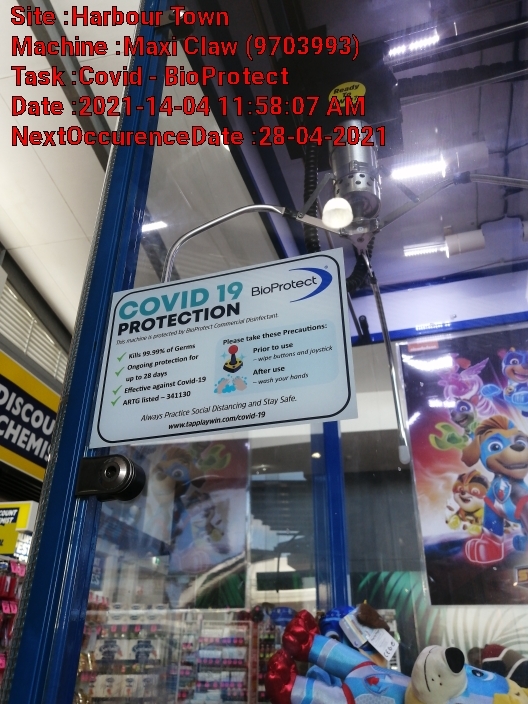 Site :Harbour Town
Machine :Maxi Claw (9703993)
Task :Covid - BioProtect
Date :2021-14-04 11:58:07 AM
NextOccurenceDate :28-04-2021
Ready To
COVID 19
PROTECTION
BioProtect
This machine is protected by BioProtect Commercial Disinfectant
Kills 99.99% of Germs
Ongoing protection for
up to 28 days
Effective against Covid-19
ARTG listed – 341130
Please take these Precautions:
Prior to use
– wipe buttons and joystick
After use
– wash your hands
Always Practice Social Distancing and Stay Safe.
www.tapplaywin.com/covid-19
DISCOU
CHEMI